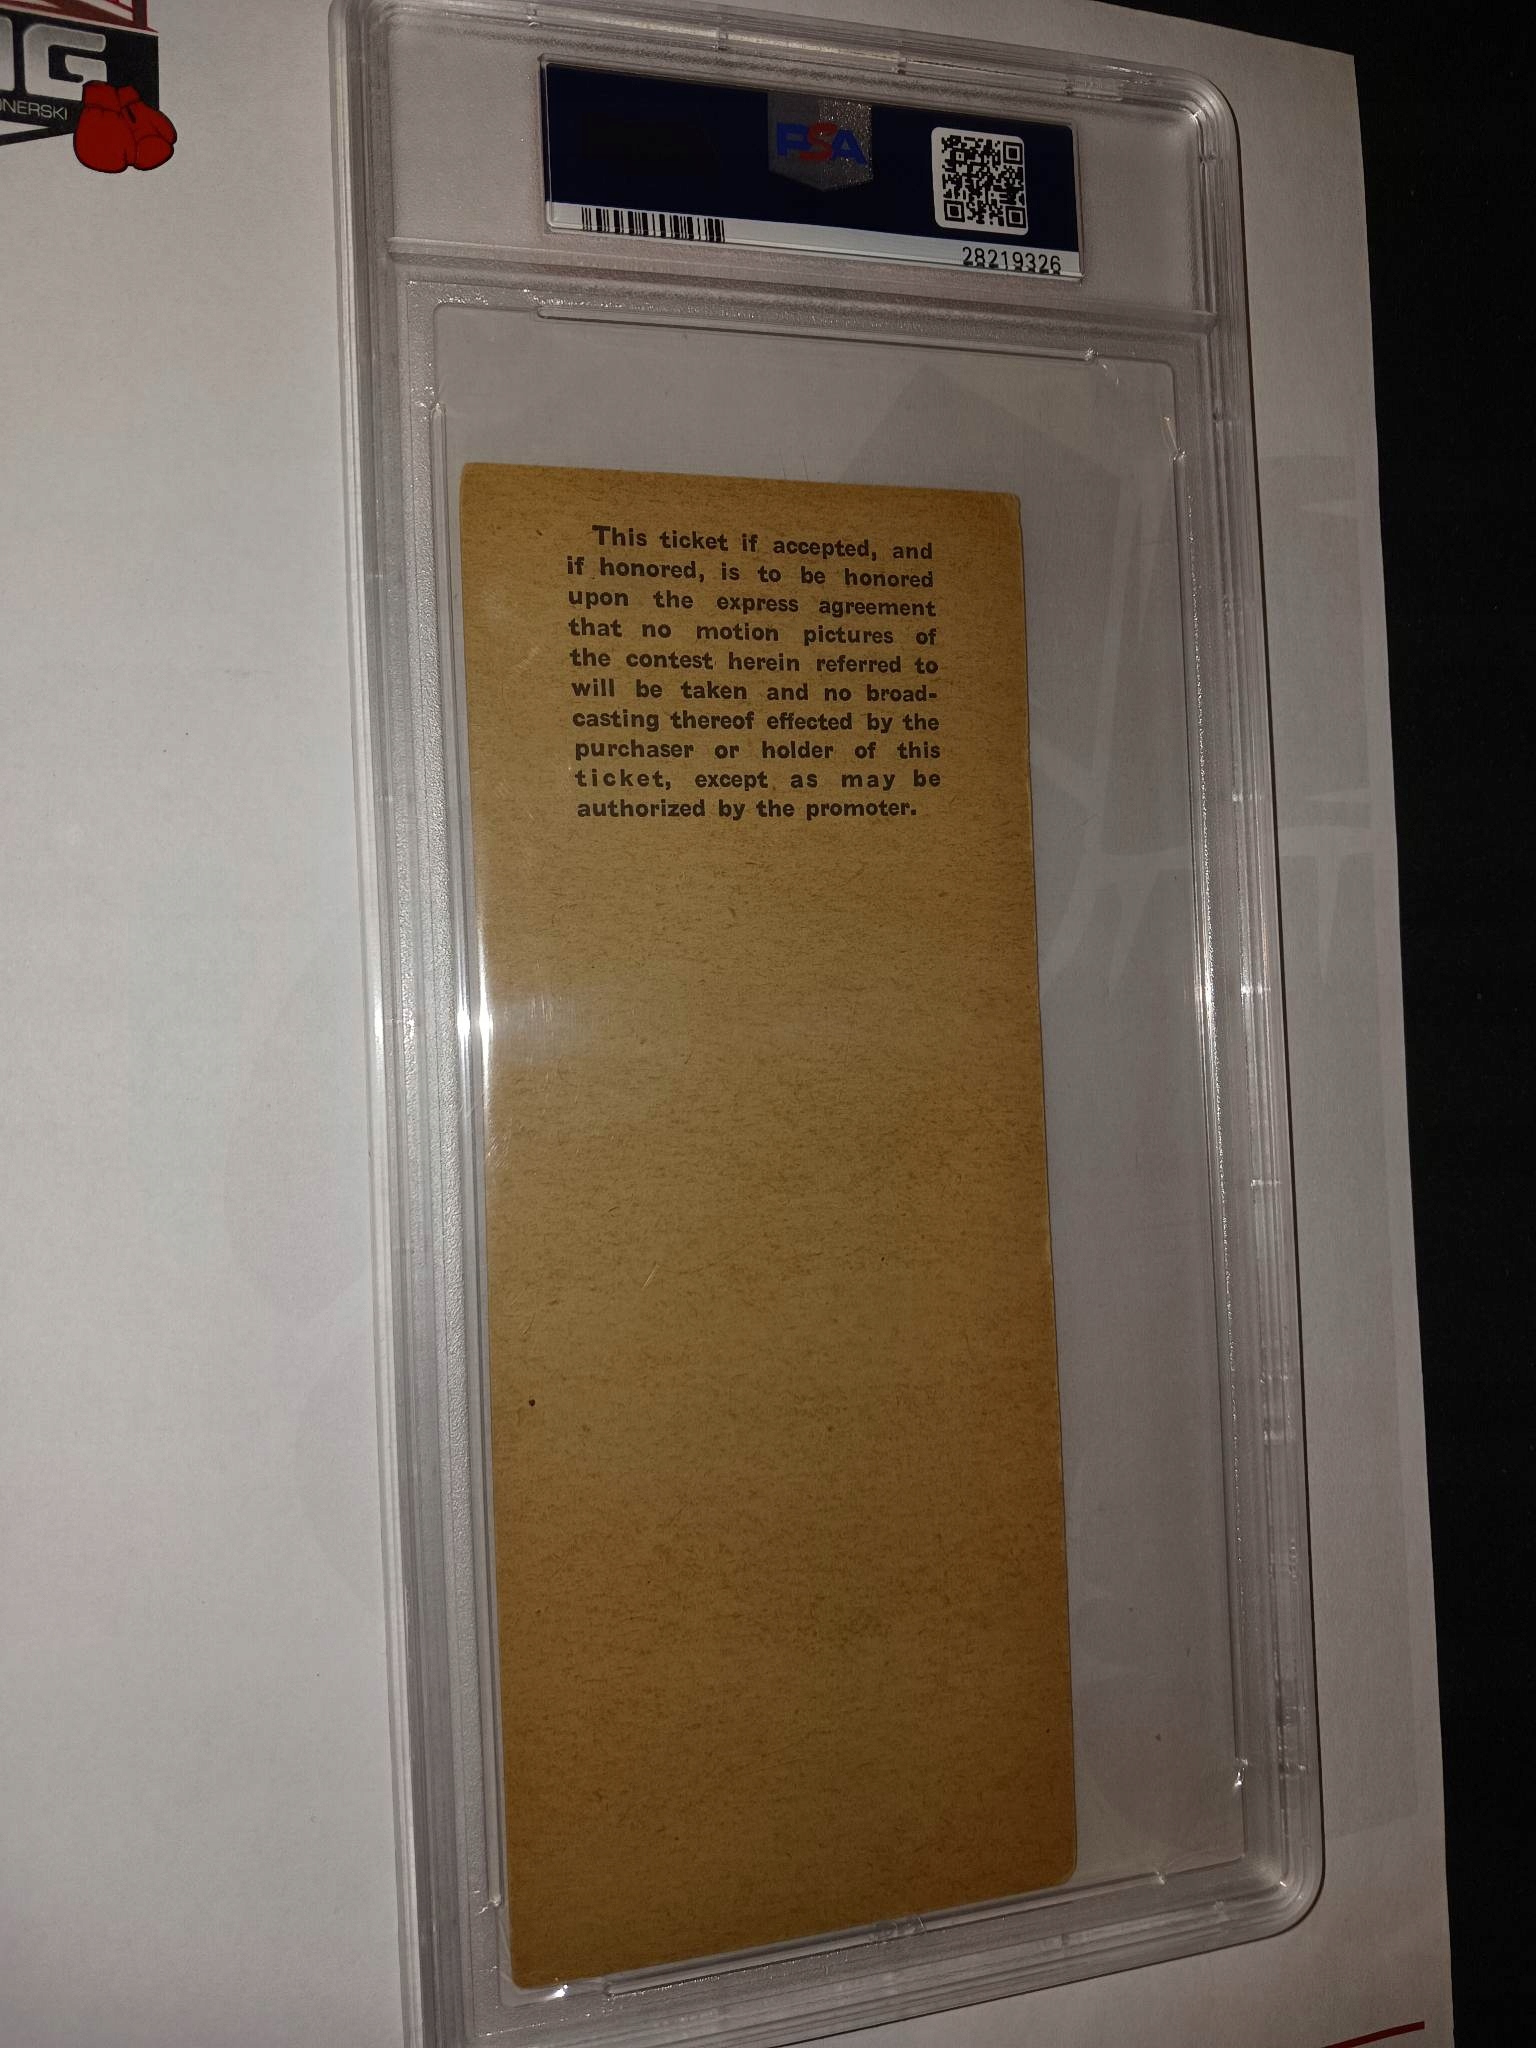 NG
NERSKI
PSA
28219326
This ticket if accepted, and
if honored, is to be honored
upon the express agreement
that no motion pictures of
the contest herein referred to
will be taken and no broad-
casting thereof effected by the
purchaser or holder of this
ticket, except as may be
authorized by the promoter.